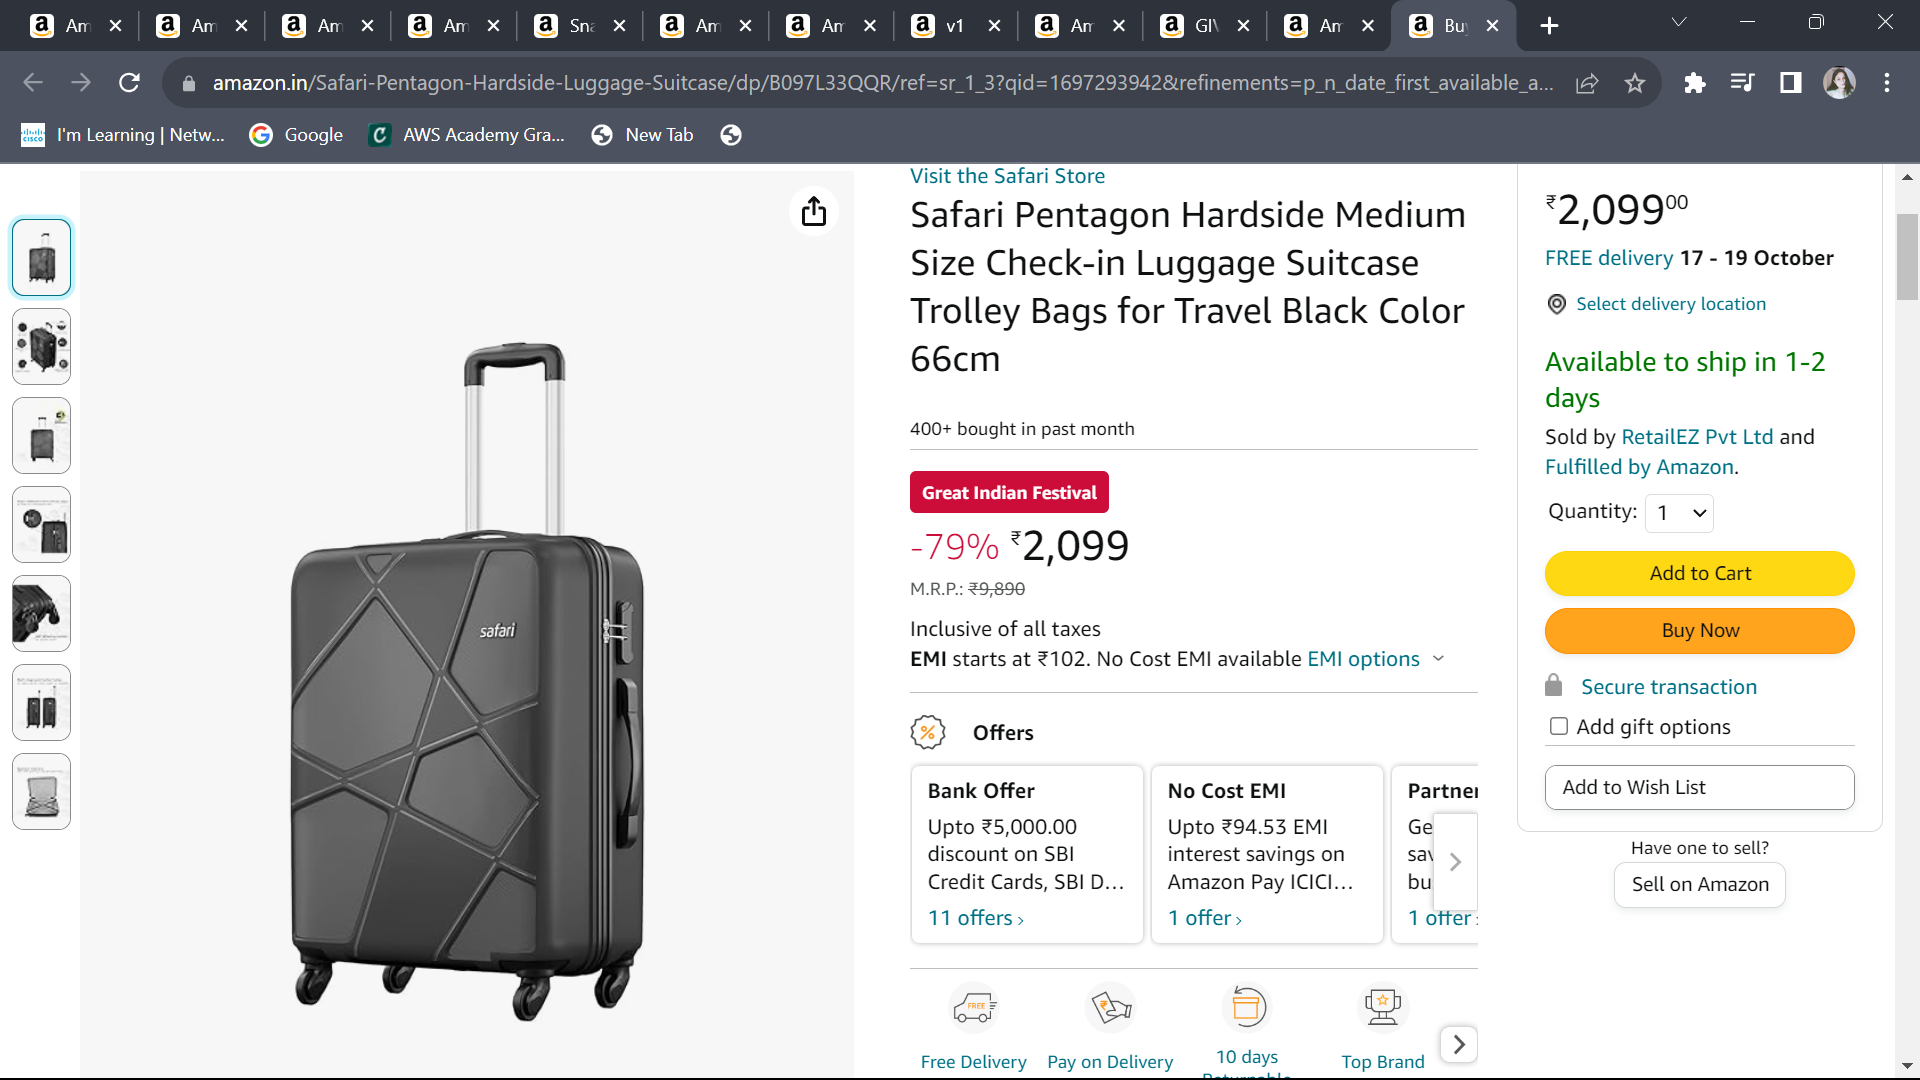 Am
Am
Am
Am
Sna
Am
Am
v1
Am
GIV
Am
Buy
amazon.in/Safari-Pentagon-Hardside-Luggage-Suitcase/dp/B097L33QQR/ref=sr_1_3?qid=1697293942&refinements=p_n_date_first_available_a...
I'm Learning | Netw...
Google
AWS Academy Gra...
New Tab
Visit the Safari Store
Safari Pentagon Hardside Medium
Size Check-in Luggage Suitcase
Trolley Bags for Travel Black Color
66cm
400+ bought in past month
Great Indian Festival
-79% ₹2,099
M.R.P.: ₹9,890
Inclusive of all taxes
EMI starts at ₹102. No Cost EMI available EMI options
Offers
Bank Offer
Upto ₹5,000.00
discount on SBI
Credit Cards, SBI D...
11 offers ›
No Cost EMI
Upto ₹94.53 EMI
interest savings on
Amazon Pay ICICI...
1 offer ›
Partner
Ge
sav
bu
1 offer ›
FREE
Free Delivery
Pay on Delivery
10 days
Returnable
Top Brand
safari
₹2,09900
FREE delivery 17 - 19 October
Select delivery location
Available to ship in 1-2
days
Sold by RetailEZ Pvt Ltd and
Fulfilled by Amazon.
Quantity: 1
Add to Cart
Buy Now
Secure transaction
Add gift options
Add to Wish List
Have one to sell?
Sell on Amazon